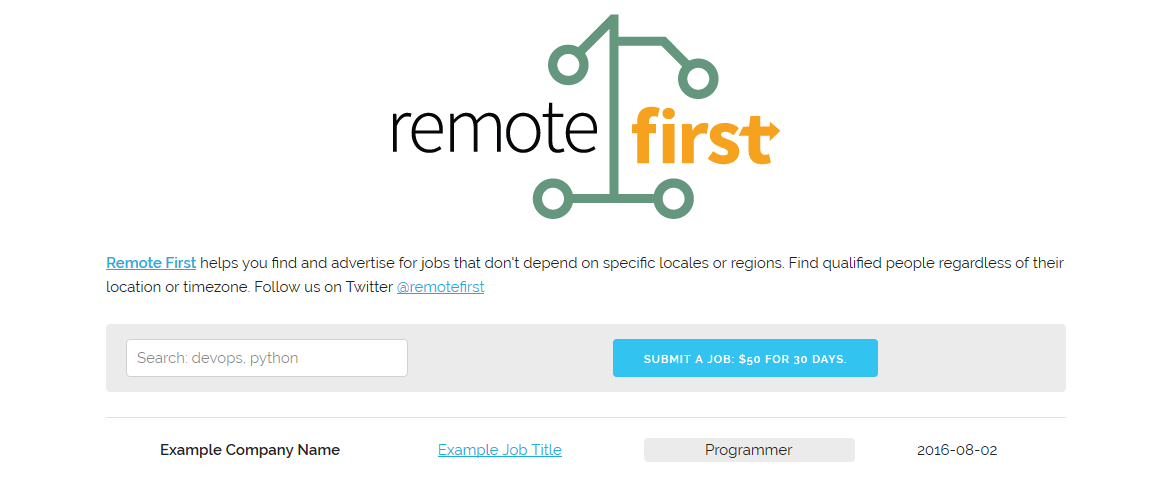 remote first
Remote First helps you find and advertise for jobs that don't depend on specific locales or regions. Find qualified people regardless of their
location or timezone. Follow us on Twitter @remotefirst
Search: devops, python
SUBMIT A JOB: $50 FOR 30 DAYS.
Example Company Name Example Job Title Programmer 2016-08-02